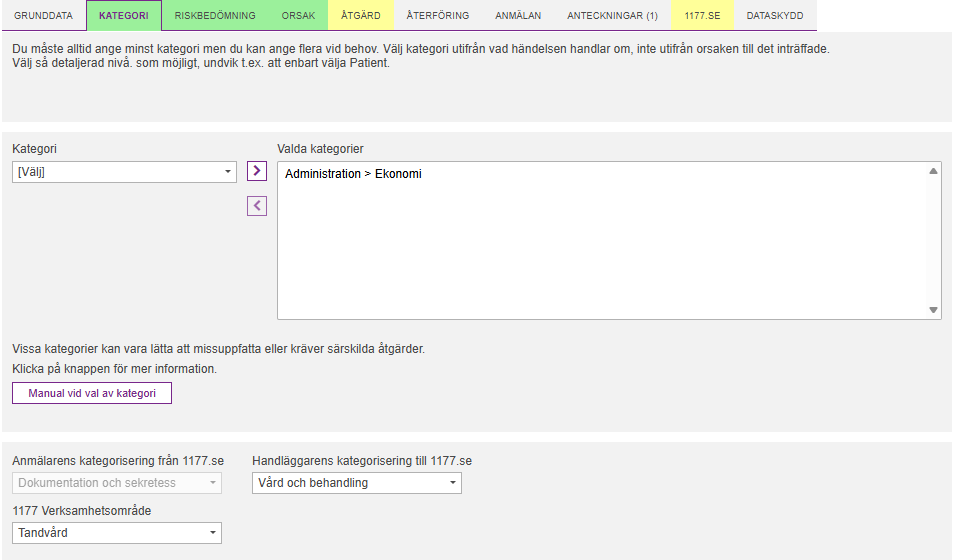 GRUNDDATA KATEGORI RISKBEDÖMNING ORSAK ÅTGÄRD ÅTERFÖRING ANMÄLAN ANTECKNINGAR (1) 1177.SE DATASKYDD
Du måste alltid ange minst kategori men du kan ange flera vid behov. Välj kategori utifrån vad händelsen handlar om, inte utifrån orsaken till det inträffade.
Välj så detaljerad nivå. som möjligt, undvik t.ex. att enbart välja Patient.
Kategori Valda kategorier
[Välj] Administration > Ekonomi
Vissa kategorier kan vara lätta att missuppfatta eller kräver särskilda åtgärder.
Klicka på knappen för mer information.
Manual vid val av kategori
Anmälarens kategorisering från 1177.se Handläggarens kategorisering till 1177.se
Dokumentation och sekretess Vård och behandling
1177 Verksamhetsområde
Tandvård